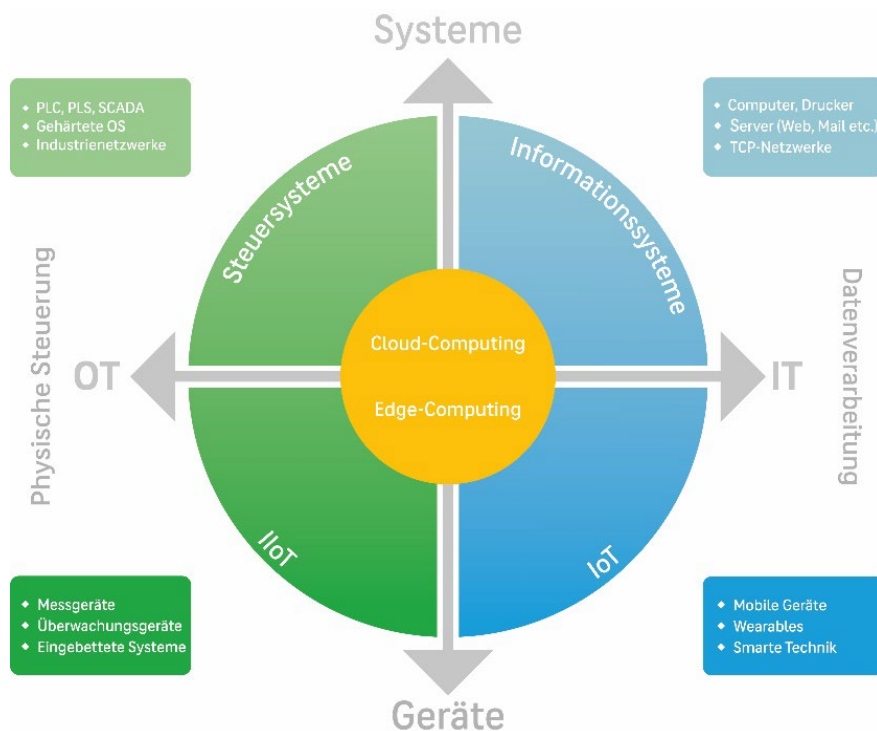 Systeme
◆ PLC, PLS, SCADA
◆ Gehärtete OS
◆ Industrienetzwerke
◆ Computer, Drucker
◆ Server (Web, Mail etc.)
◆ TCP-Netzwerke
Steuersysteme
Informationssysteme
Physische Steuerung
OT
Cloud-Computing
Edge-Computing
IT
Datenverarbeitung
IIoT
IoT
◆ Messgeräte
◆ Überwachungsgeräte
◆ Eingebettete Systeme
◆ Mobile Geräte
◆ Wearables
◆ Smarte Technik
Geräte